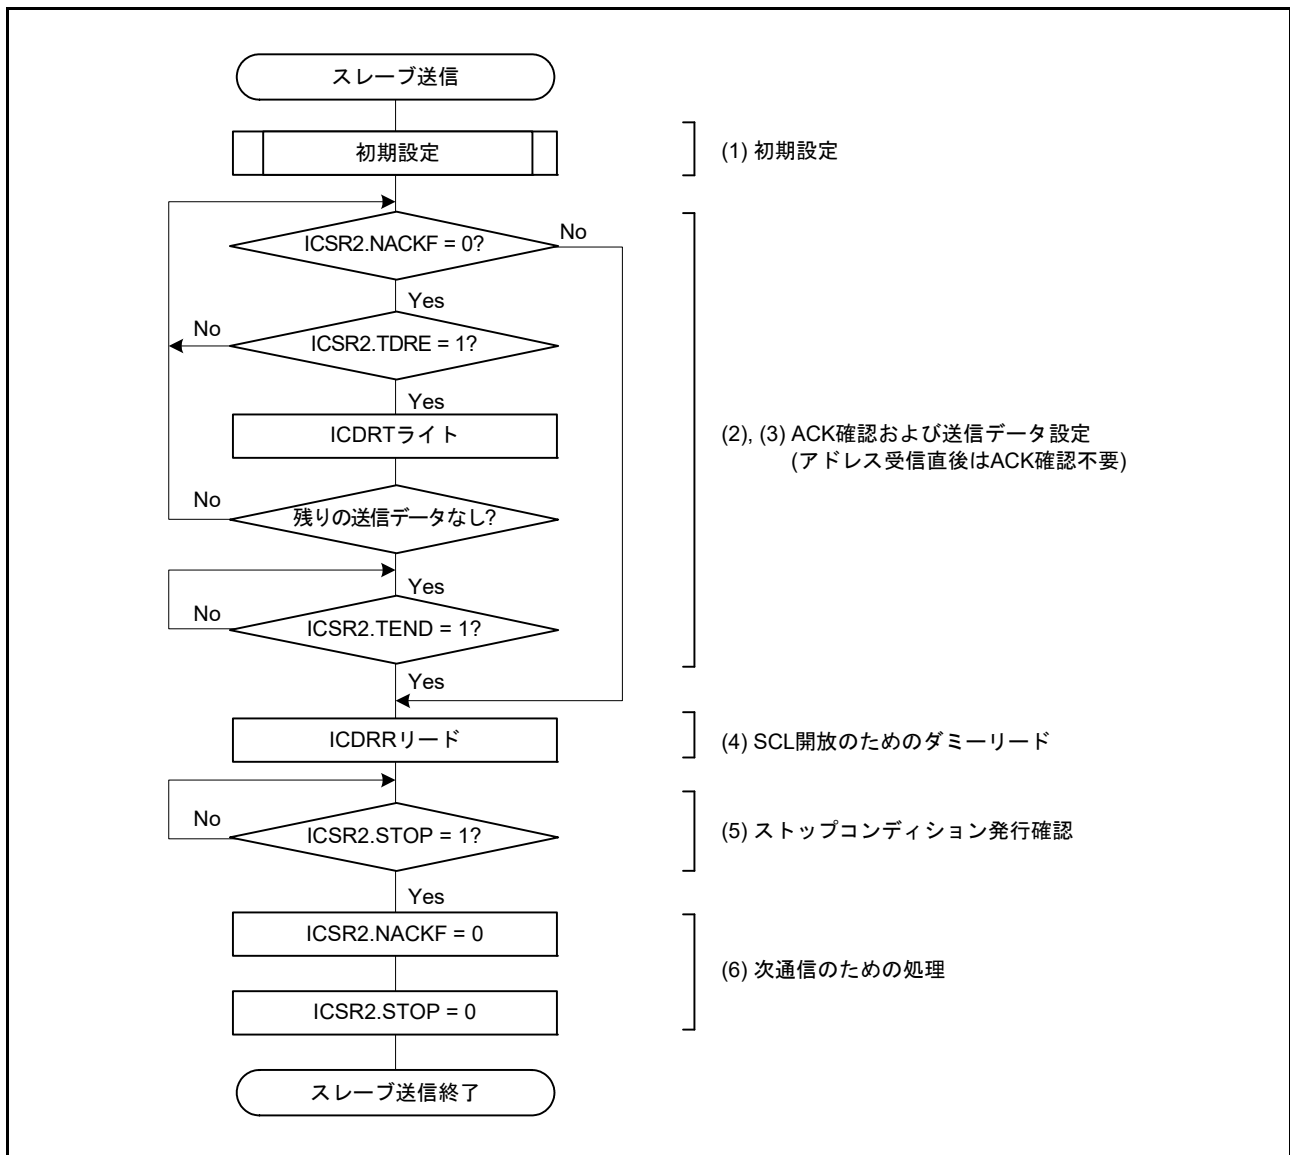 スレーブ送信
初期設定
(1) 初期設定
ICSR2.NACKF = 0?
No
Yes
No
ICSR2.TDRE = 1?
Yes
ICDRTライト
(2), (3) ACK確認および送信データ設定
(アドレス受信直後はACK確認不要)
No
残りの送信データなし?
Yes
No
ICSR2.TEND = 1?
Yes
ICDRRリード
(4) SCL開放のためのダミーリード
No
ICSR2.STOP = 1?
(5) ストップコンディション発行確認
Yes
ICSR2.NACKF = 0
(6) 次通信のための処理
ICSR2.STOP = 0
スレーブ送信終了